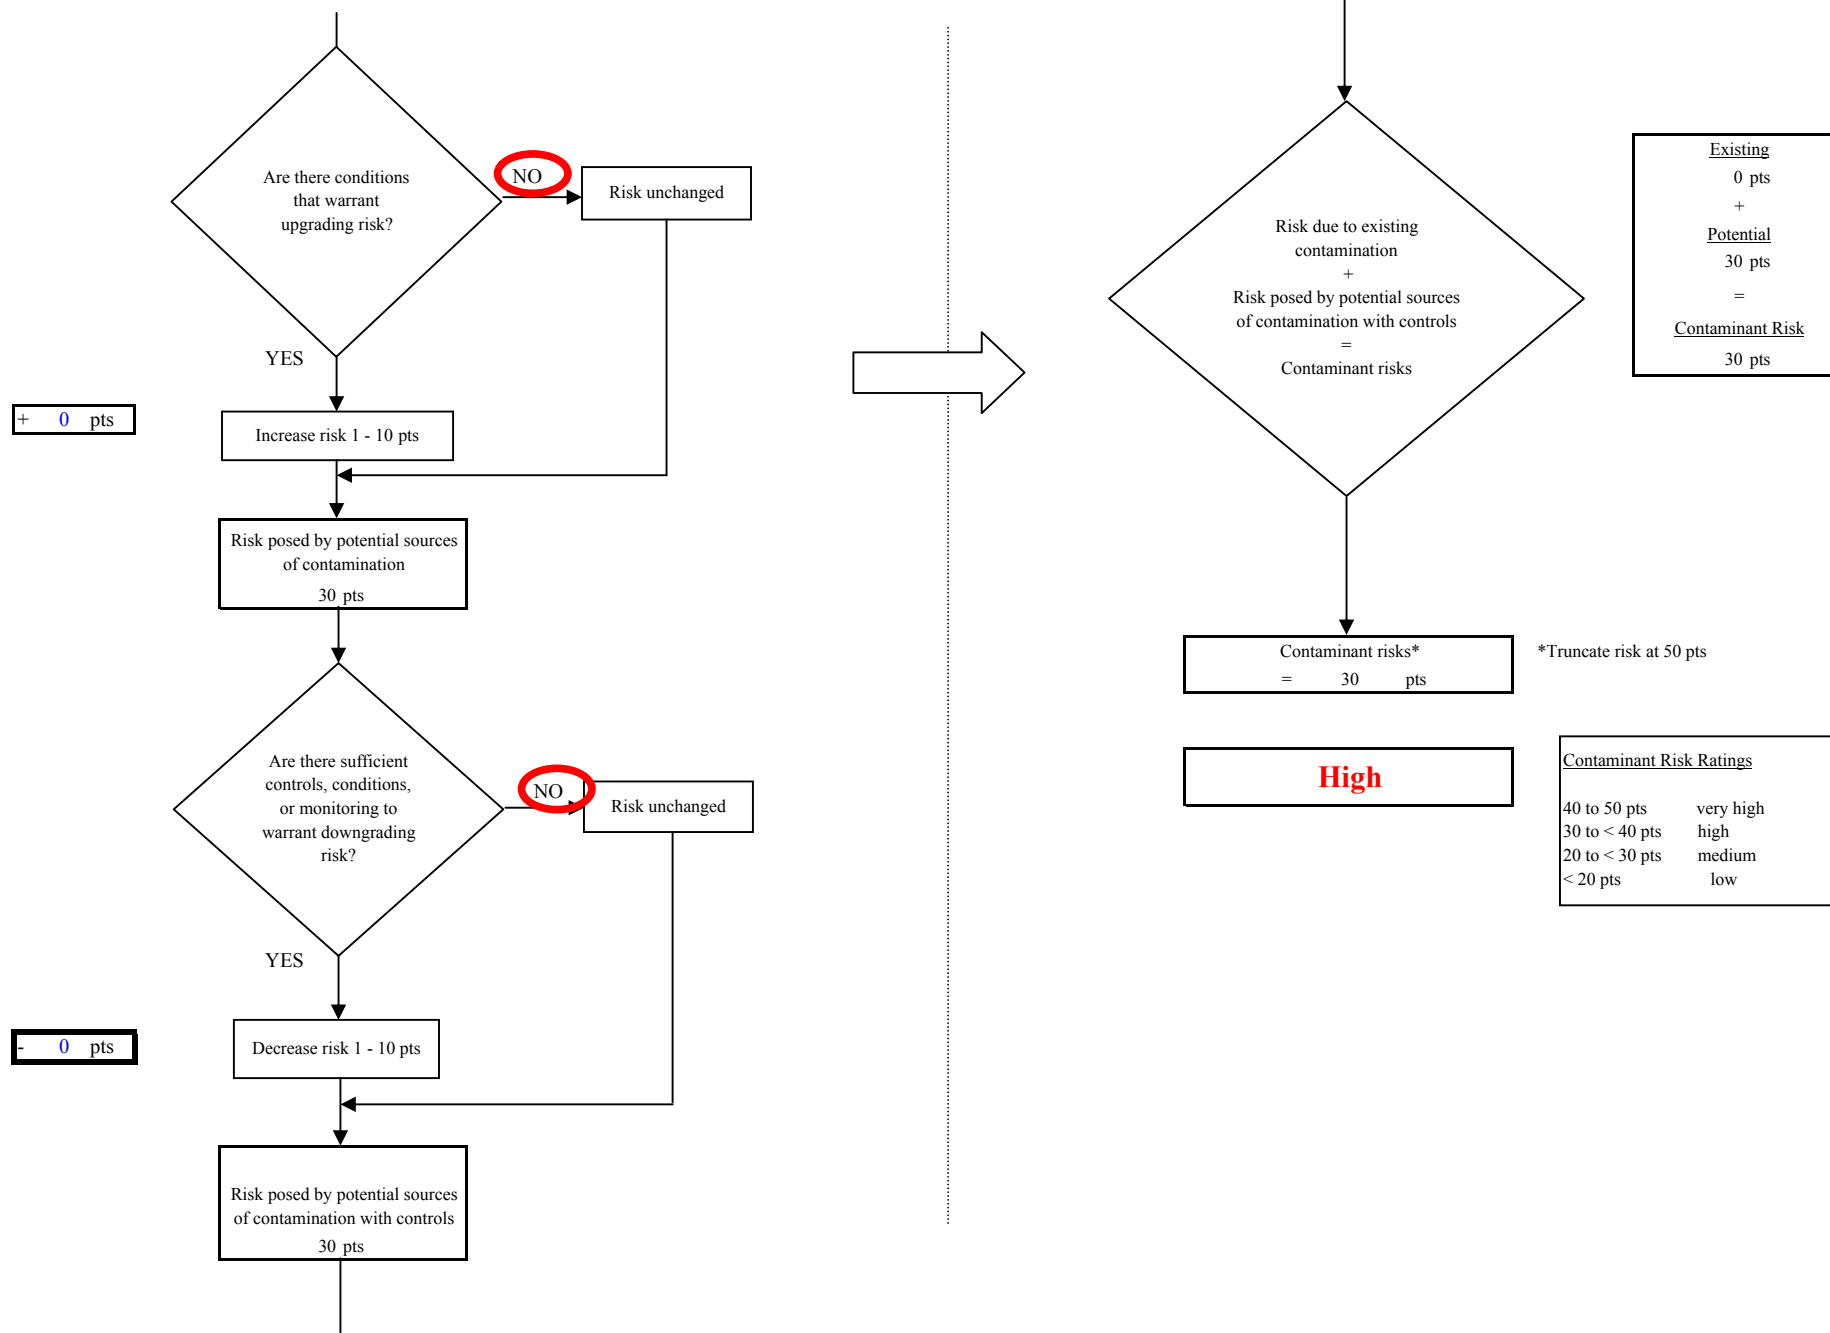 Are there conditions
that warrant
upgrading risk?
NO
Risk unchanged
YES
+ 0 pts
Increase risk 1 - 10 pts
Risk posed by potential sources
of contamination
30 pts
Are there sufficient
controls, conditions,
or monitoring to
warrant downgrading
risk?
NO
Risk unchanged
YES
- 0 pts
Decrease risk 1 - 10 pts
Risk posed by potential sources
of contamination with controls
30 pts
Risk due to existing
contamination
+
Risk posed by potential sources
of contamination with controls
=
Contaminant risks
Existing
0 pts
+
Potential
30 pts
=
Contaminant Risk
30 pts
Contaminant risks*
= 30 pts
*Truncate risk at 50 pts
High
Contaminant Risk Ratings
40 to 50 pts very high
30 to < 40 pts high
20 to < 30 pts medium
< 20 pts low